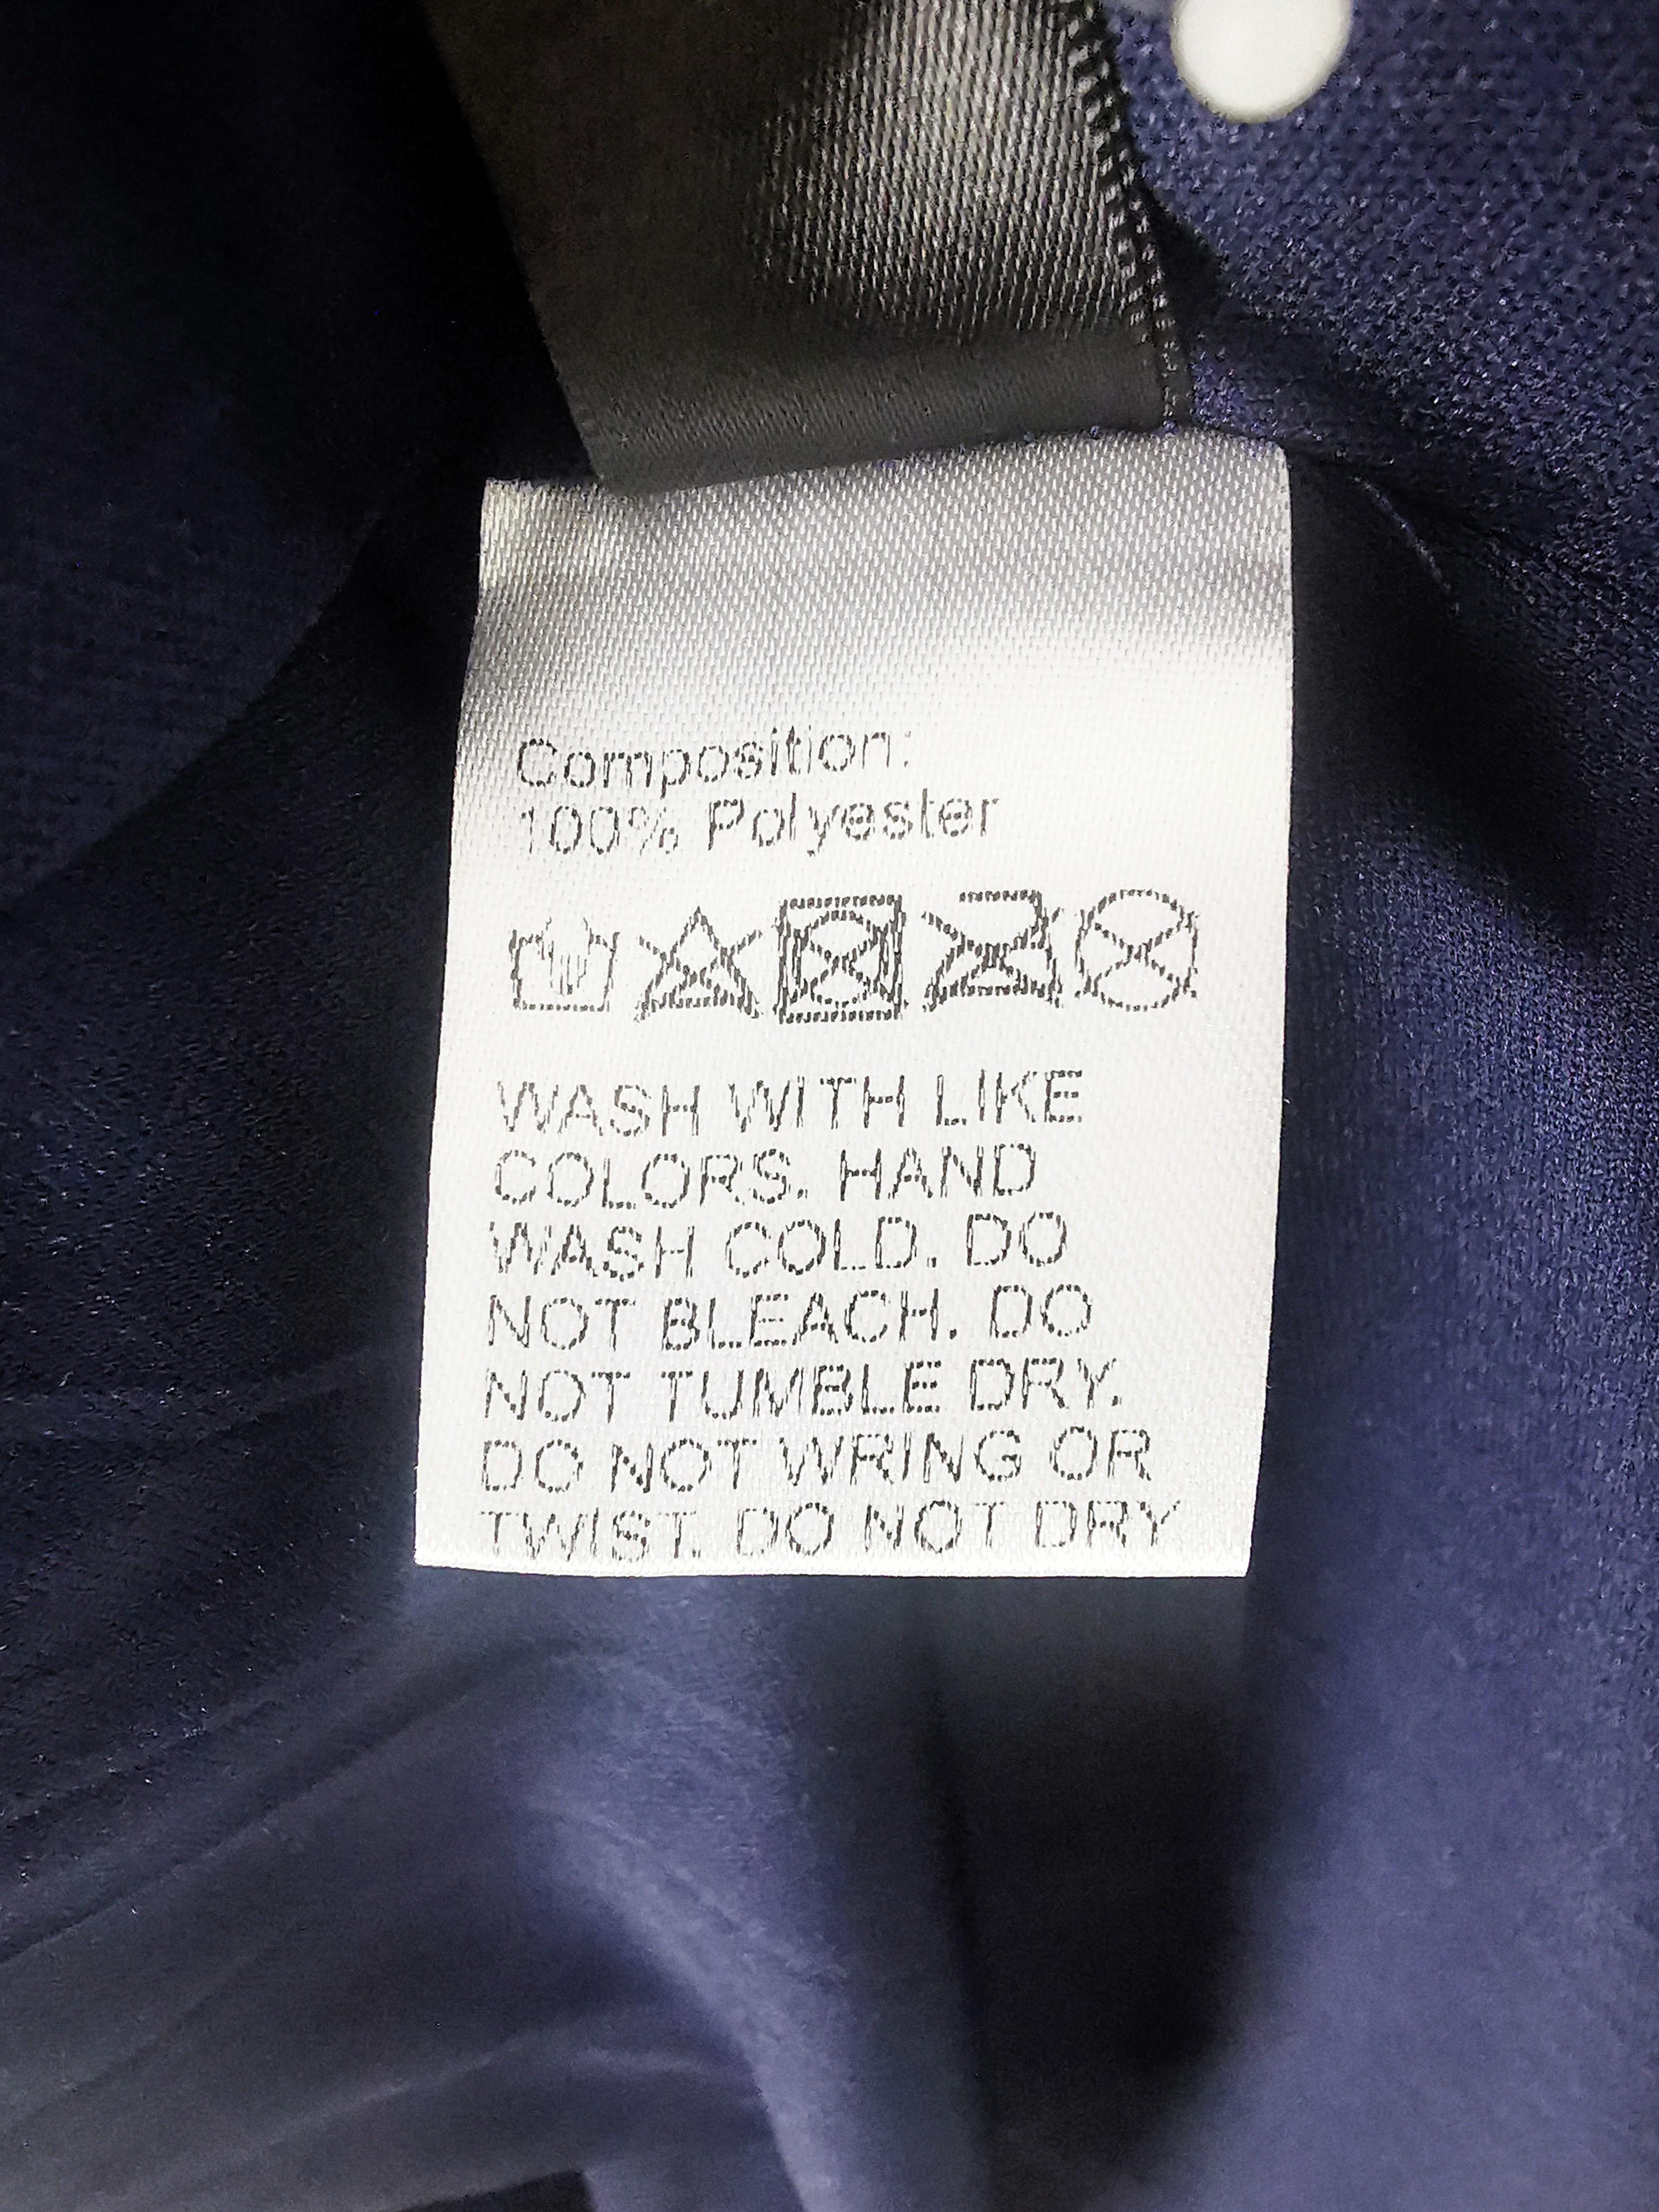 Composition:
100% Polyester
WASH WITH LIKE
COLORS. HAND
WASH COLD. DO
NOT BLEACH. DO
NOT TUMBLE DRY.
DO NOT WRING OR
TWIST. DO NOT DRY